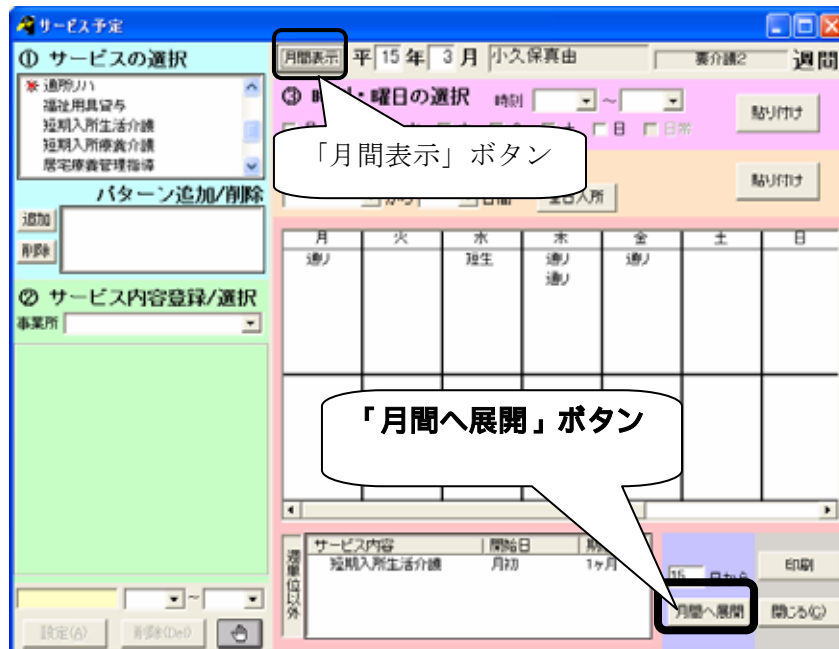 サービス予定
① サービスの選択
月間表示 平 15 年 3 月 小久保真由 要介護2 週間
通所リハ
福祉用具貸与
短期入所生活介護
短期入所療養介護
居宅療養管理指導
③ 時刻・曜日の選択 時刻 ～
日 日常
貼り付け
「月間表示」ボタン
貼り付け
パターン追加/削除
から 日間 全日入所
追加
削除
月 火 水 木 金 土 日
通リ 短生 通リ 通リ
通リ
② サービス内容登録/選択
事業所
「月間へ展開」ボタン
週単位以外
サービス内容 開始日 期
短期入所生活介護 月初 1ヶ月
15 日から
印刷
月間へ展開 閉じる(C)
～
設定(A) 削除(Del)